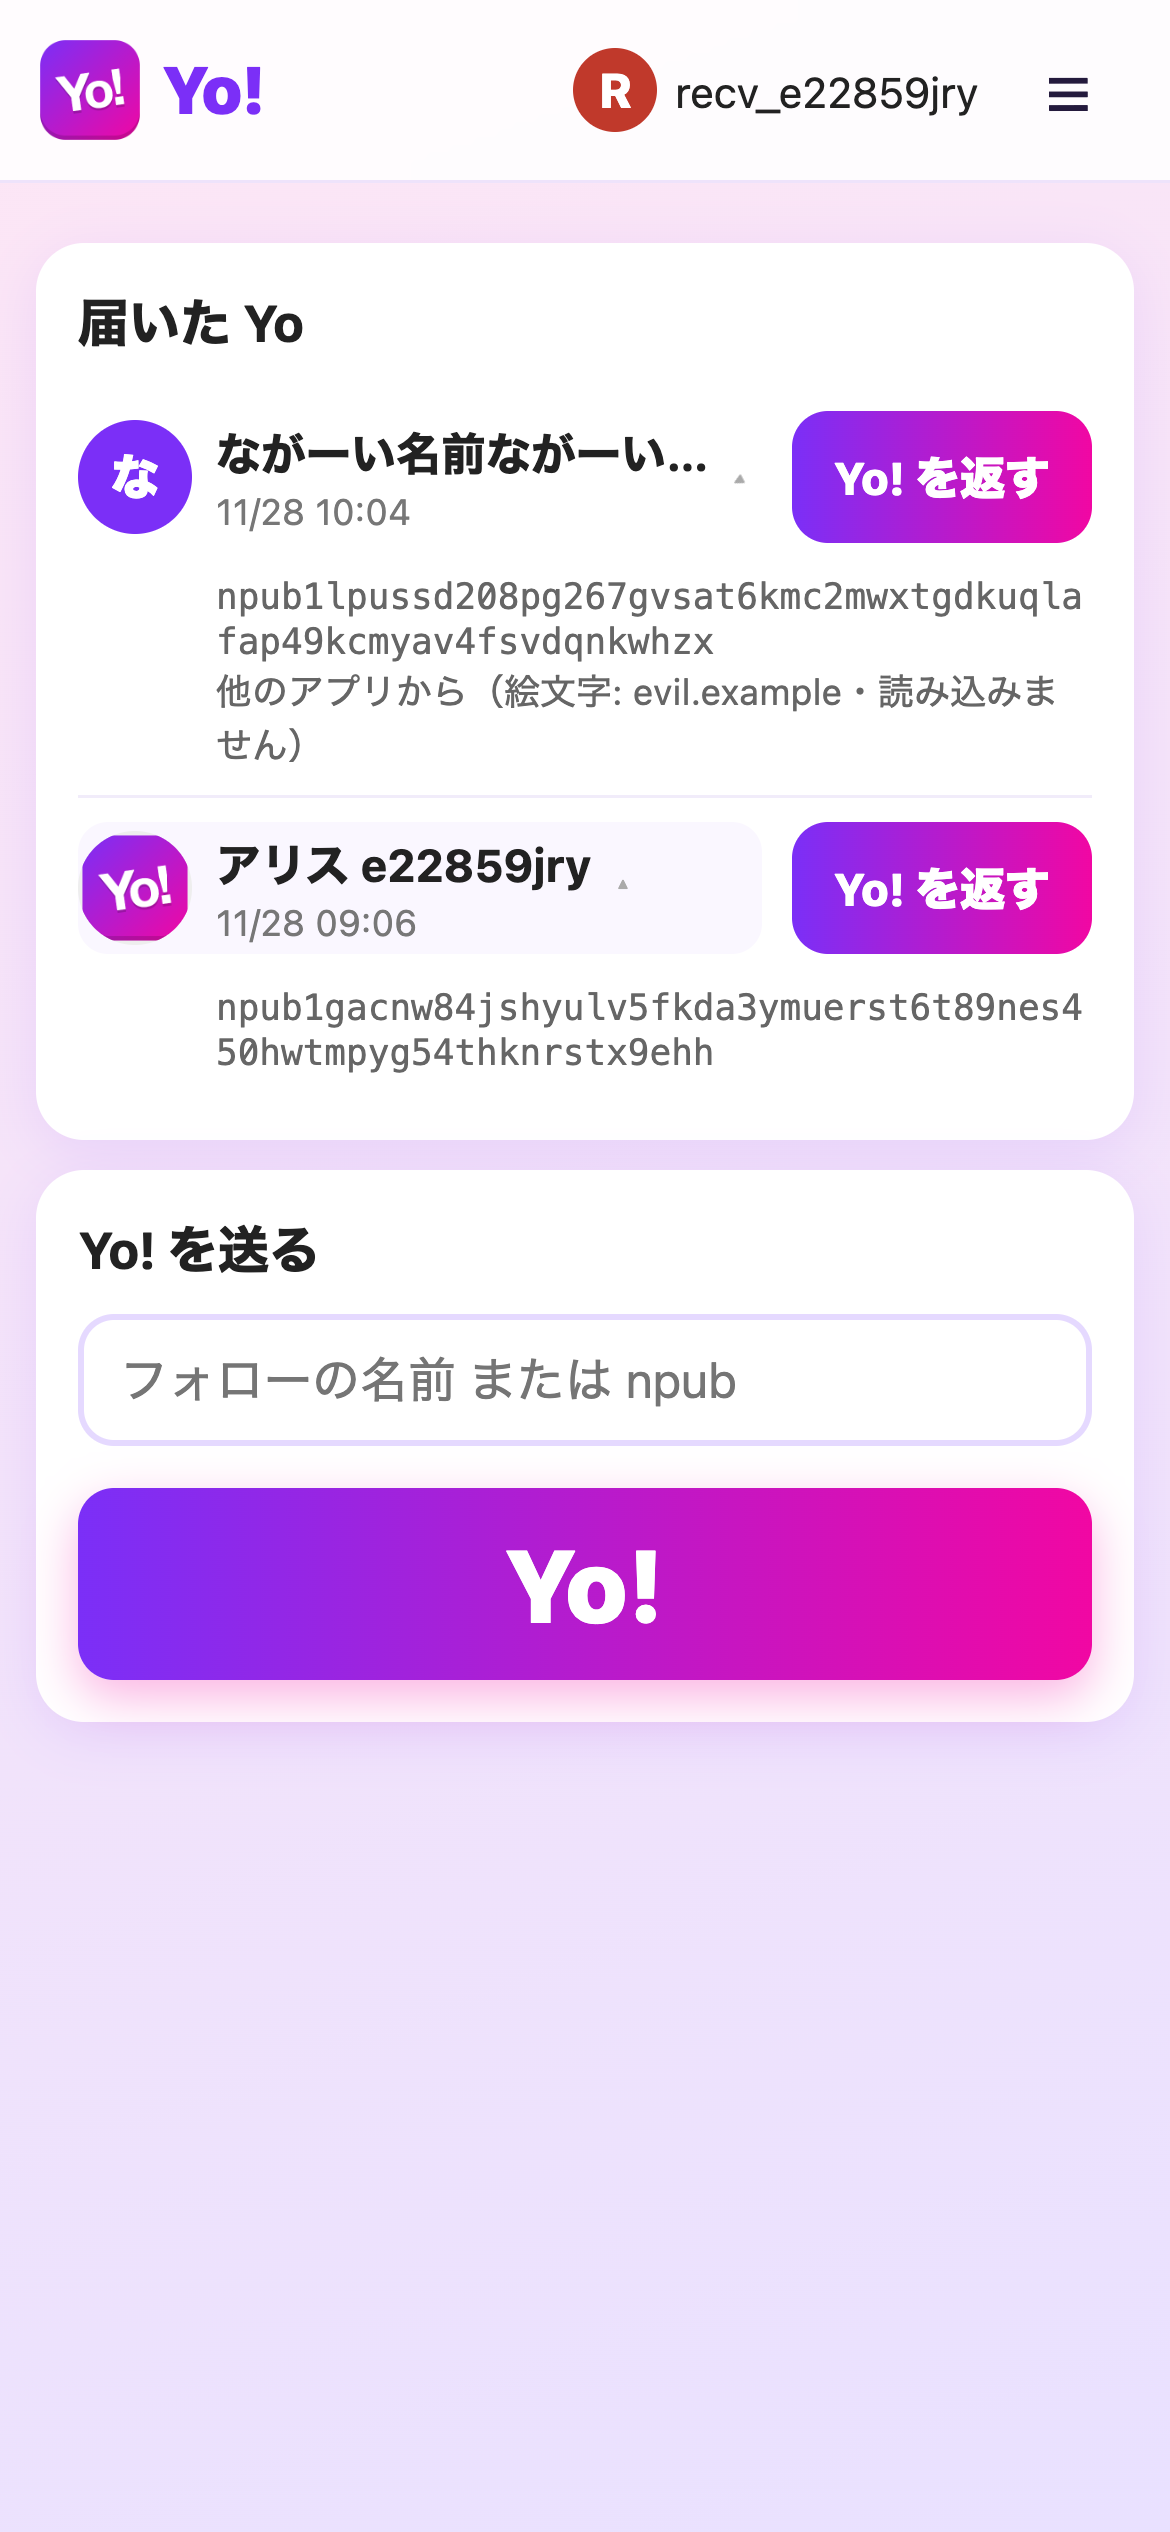 Yo! Yo! R recv_e22859jry
届いた Yo
な ながーい名前ながーい... Yo! を返す
11/28 10:04
npub1lpussd208pg267gvsat6kmc2mwxtgdkuqla
fap49kcmyav4fsvdqnkwhzx
他のアプリから（絵文字: evil.example・読み込みま
せん）
Yo! アリス e22859jry Yo! を返す
11/28 09:06
npub1gacnw84jshyulv5fkda3ymuerst6t89nes4
50hwtmpyg54thknrstx9ehh
Yo! を送る
フォローの名前 または npub
Yo!